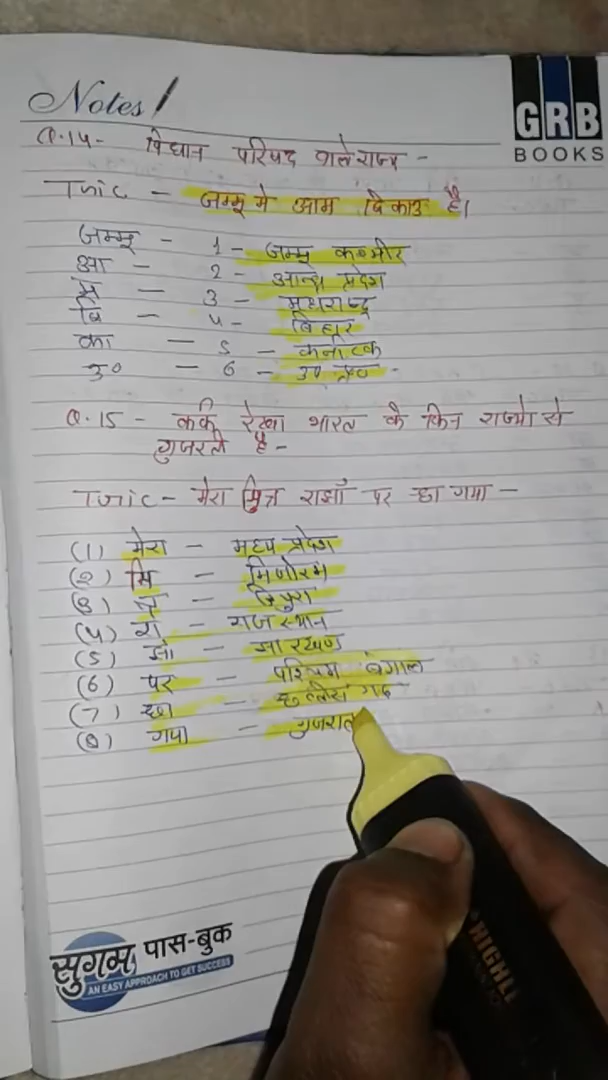 Notes
GRB
BOOKS
Q.14- विधान परिषद वाले राज्य -
Tric - जम्मू मे आम बिकाउ है।
जम्मू - 1 - जम्मू कश्मीर
आ - 2 - आन्ध्र प्रदेश
म - 3 - महाराष्ट्र
बि - 4 - बिहार
का - 5 - कर्नाटक
उ० - 6 - उ० प्र० -
Q.15 - कर्क रेखा भारत के किन राज्यो से
गुजरती है -
Tric - मेरा मित्र राझाँ पर छा गया -
(1) मेरा - मध्य प्रदेश
(2) मि - मिजोरम
(3) त्र - त्रिपुरा
(4) रा - राजस्थान
(5) झा - झारखण्ड
(6) पर - पश्चिम बंगाल
(7) छा - छत्तीसगढ
(8) गया - गुजरात
HIGHL
सुगम पास-बुक
AN EASY APPROACH TO GET SUCCESS